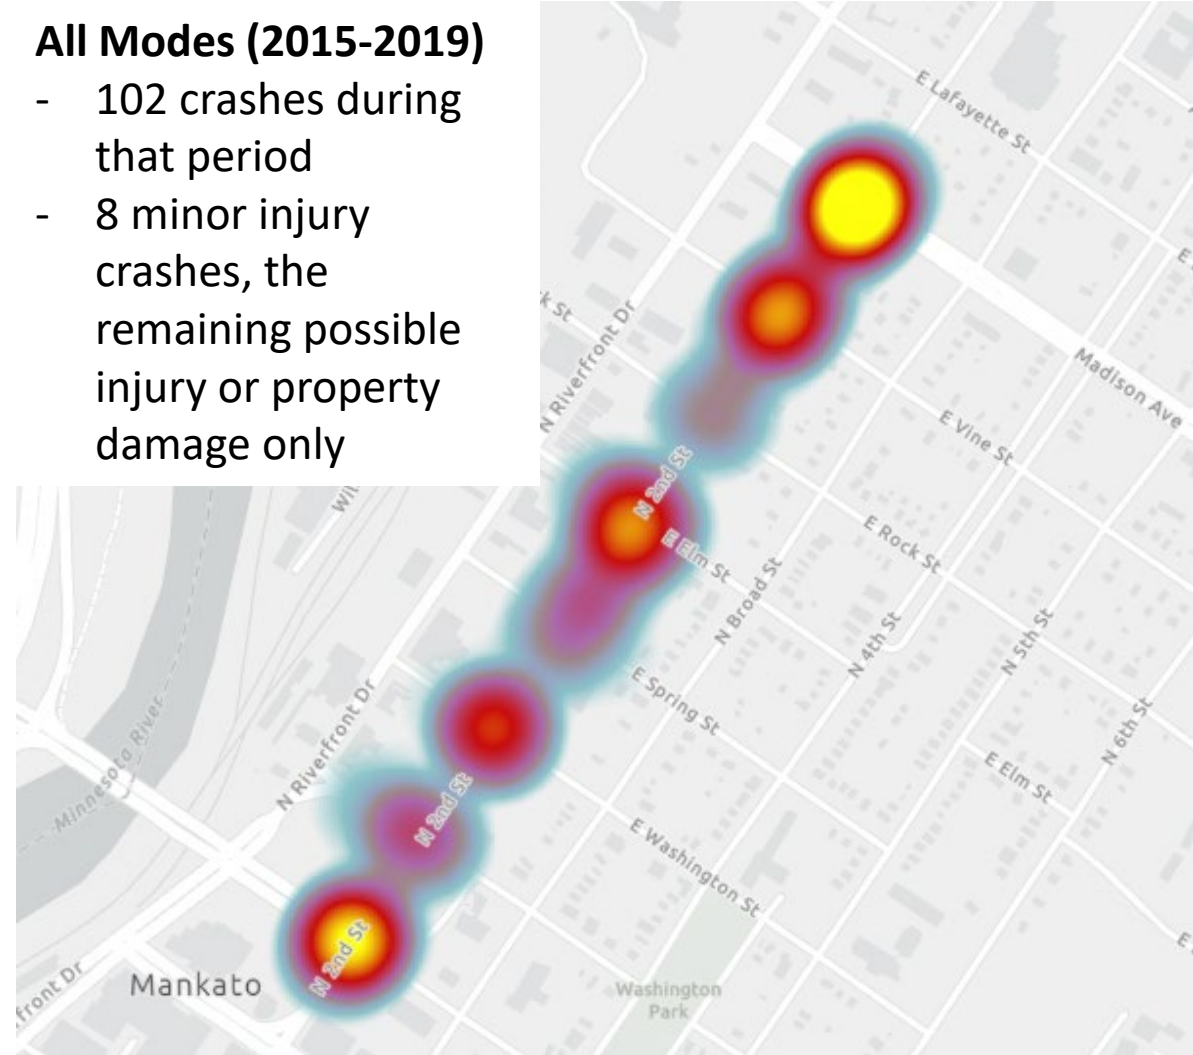 All Modes (2015-2019)
- 102 crashes during
that period
- 8 minor injury
crashes, the
remaining possible
injury or property
damage only
E Lafayette St
Madison Ave
k St
N Riverfront Dr
E Vine St
N 2nd St
E Rock St
E Elm St
N Broad St
N 4th St
N 5th St
N 6th St
E Spring St
E Elm St
Minnesota River
N Riverfront Dr
N 2nd St
E Washington St
N 2nd St
Mankato
front Dr
Washington
Park